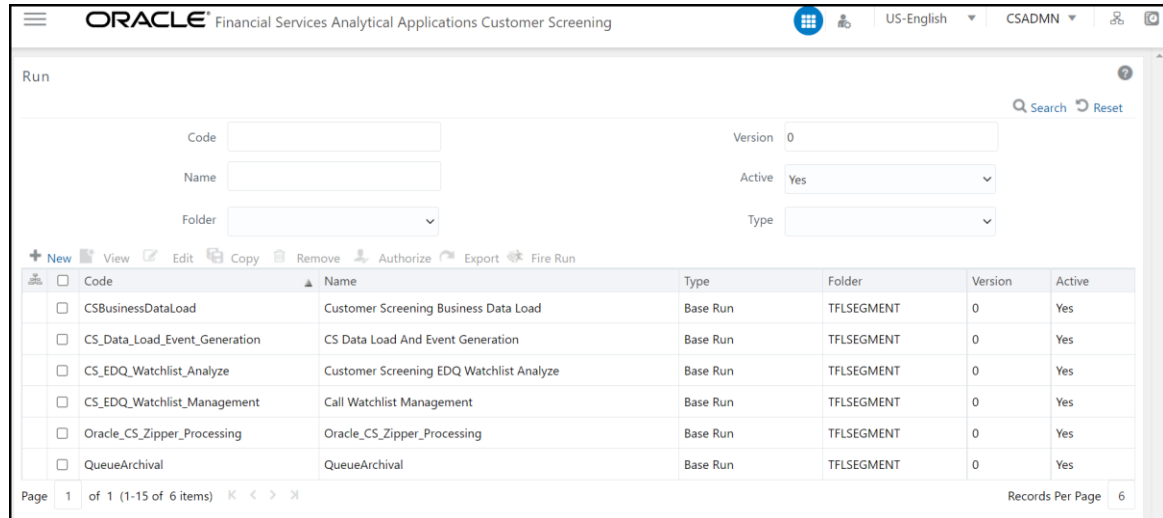 ORACLE® Financial Services Analytical Applications Customer Screening US-English CSADMN
Run
Search Reset
Code Version 0
Name Active Yes
Folder Type
New View Edit Copy Remove Authorize Export Fire Run
Code Name Type Folder Version Active
CSBusinessDataLoad Customer Screening Business Data Load Base Run TFLSEGMENT 0 Yes
CS_Data_Load_Event_Generation CS Data Load And Event Generation Base Run TFLSEGMENT 0 Yes
CS_EDQ_Watchlist_Analyze Customer Screening EDQ Watchlist Analyze Base Run TFLSEGMENT 0 Yes
CS_EDQ_Watchlist_Management Call Watchlist Management Base Run TFLSEGMENT 0 Yes
Oracle_CS_Zipper_Processing Oracle_CS_Zipper_Processing Base Run TFLSEGMENT 0 Yes
QueueArchival QueueArchival Base Run TFLSEGMENT 0 Yes
Page 1 of 1 (1-15 of 6 items) Records Per Page 6